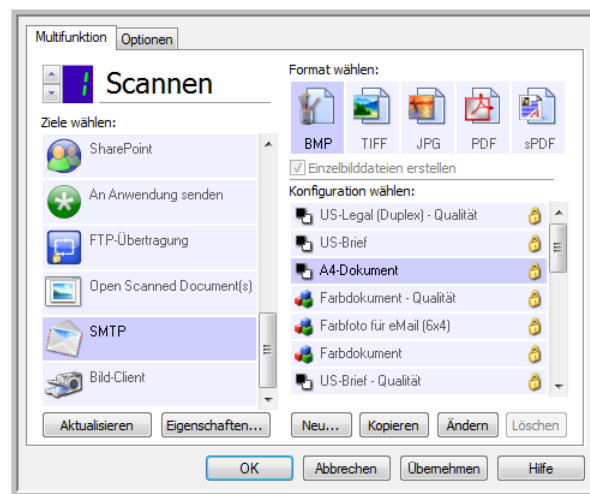 Multifunktion
Optionen
1
Scannen
Ziele wählen:
SharePoint
An Anwendung senden
FTP-Übertragung
Open Scanned Document(s)
SMTP
Bild-Client
Aktualisieren
Eigenschaften...
Format wählen:
BMP
TIFF
JPG
PDF
sPDF
Einzelbilddateien erstellen
Konfiguration wählen:
US-Legal (Duplex) - Qualität
US-Brief
A4-Dokument
Farbdokument - Qualität
Farbfoto für eMail (6x4)
Farbdokument
US-Brief - Qualität
Neu...
Kopieren
Ändern
Löschen
OK
Abbrechen
Übernehmen
Hilfe